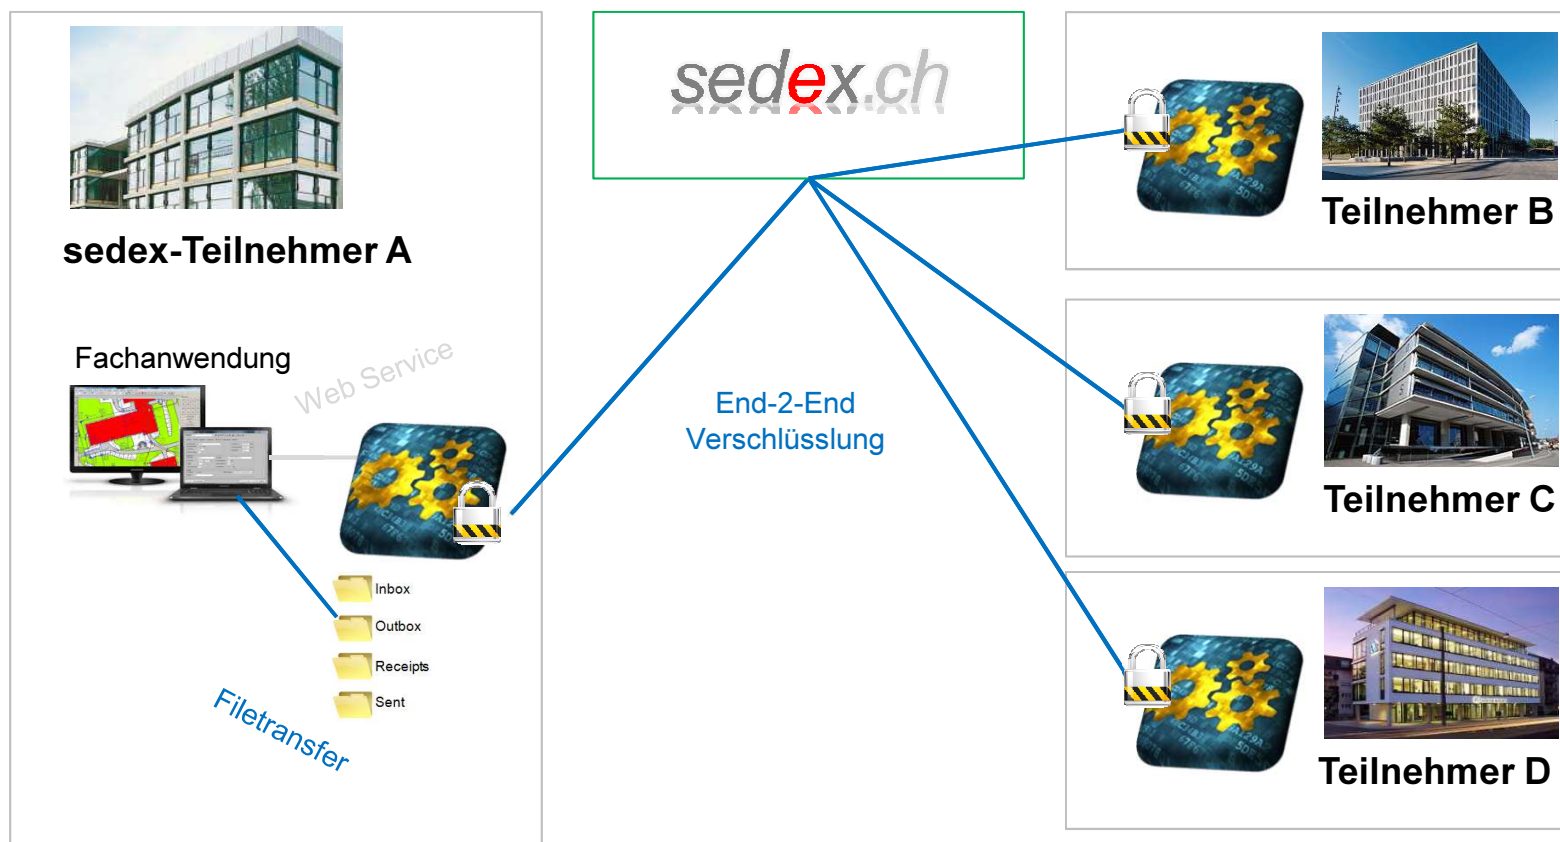 sedex.ch
sedex-Teilnehmer A
Fachanwendung
Web Service
Inbox
Outbox
Receipts
Sent
Filetransfer
End-2-End
Verschlüsslung
Teilnehmer B
Teilnehmer C
Teilnehmer D